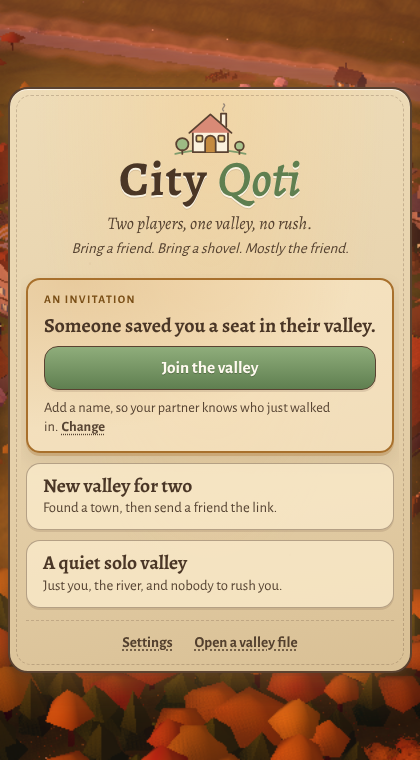 City Qoti
Two players, one valley, no rush.
Bring a friend. Bring a shovel. Mostly the friend.
AN INVITATION
Someone saved you a seat in their valley.
Join the valley
Add a name, so your partner knows who just walked
in. Change
New valley for two
Found a town, then send a friend the link.
A quiet solo valley
Just you, the river, and nobody to rush you.
Settings Open a valley file